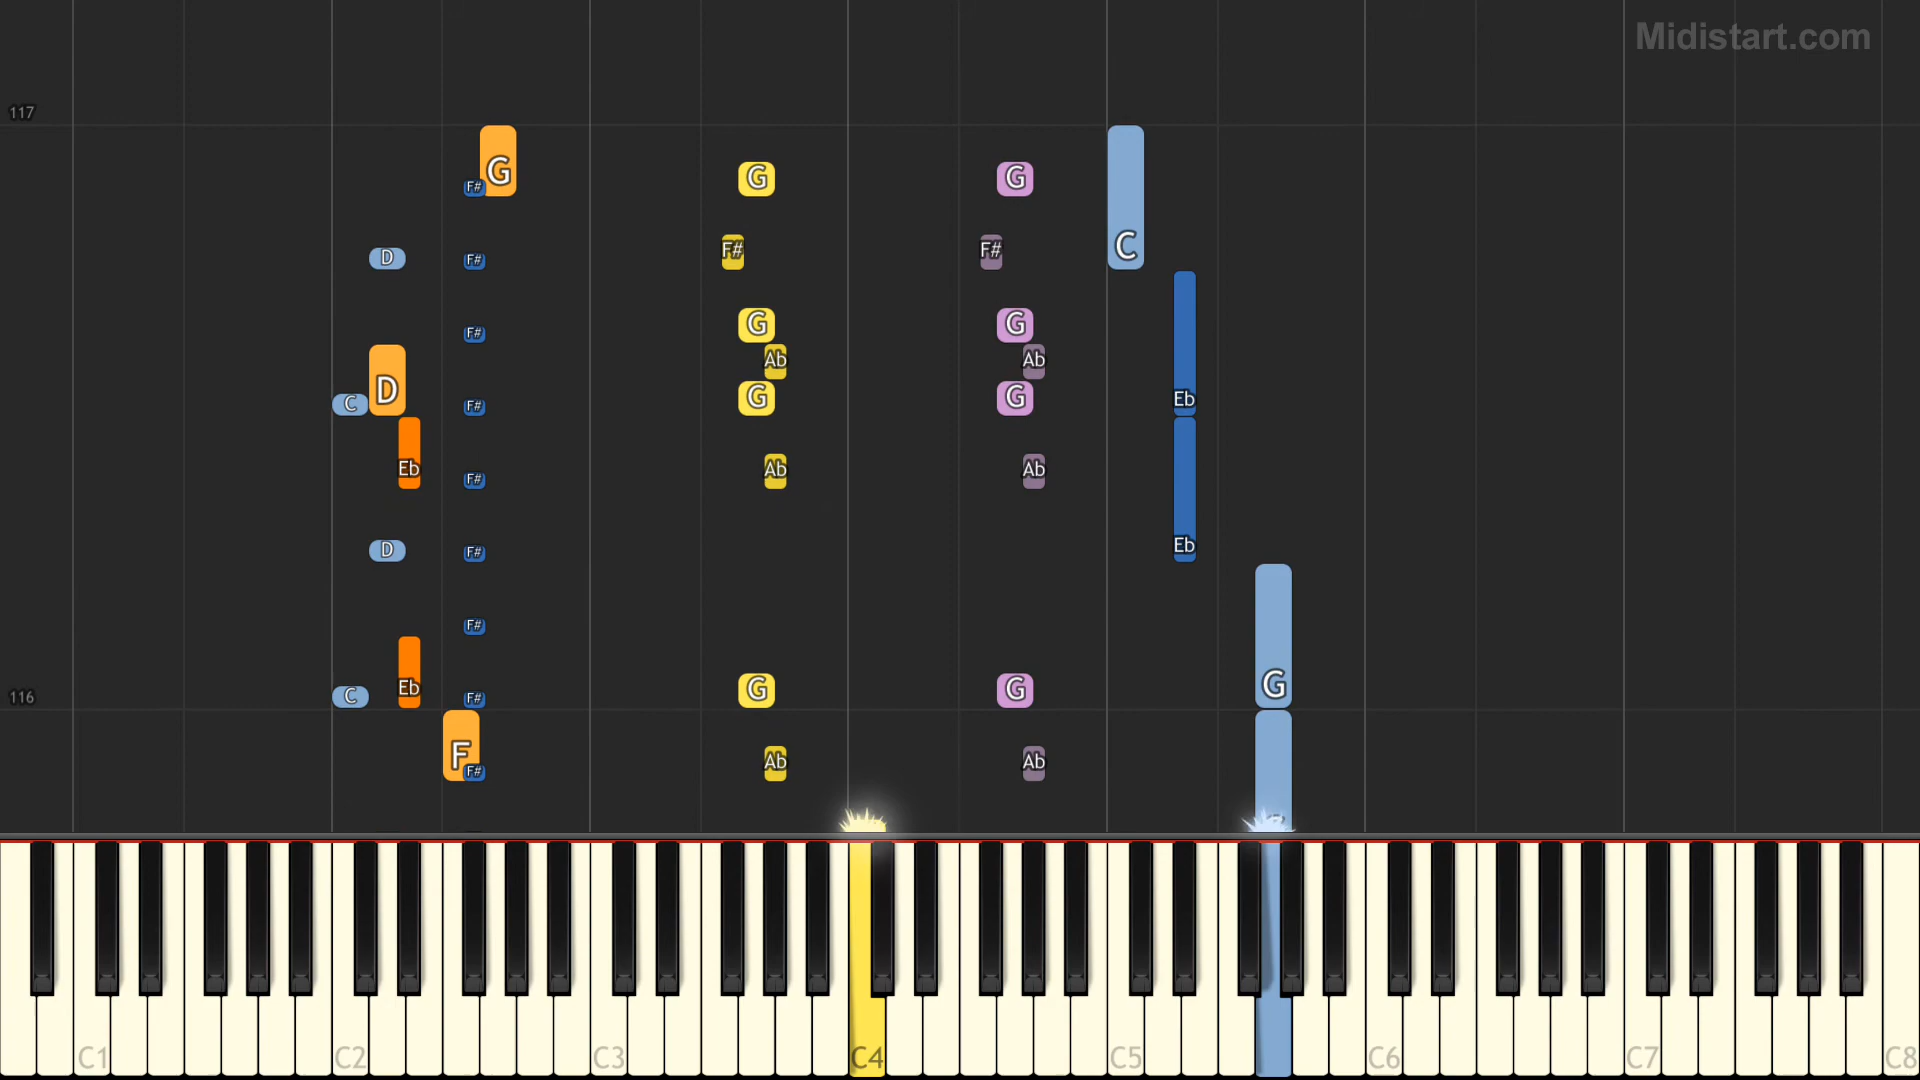 Midistart.com
117
G
F#
G
G
F#
D
F#
F#
C
F#
G
G
Ab
Ab
D
C
F#
G
G
Eb
Eb
F#
Ab
Ab
D
F#
Eb
F#
116
C
Eb
F#
G
G
G
F
F#
Ab
Ab
C1
C2
C3
C4
C5
C6
C7
C8